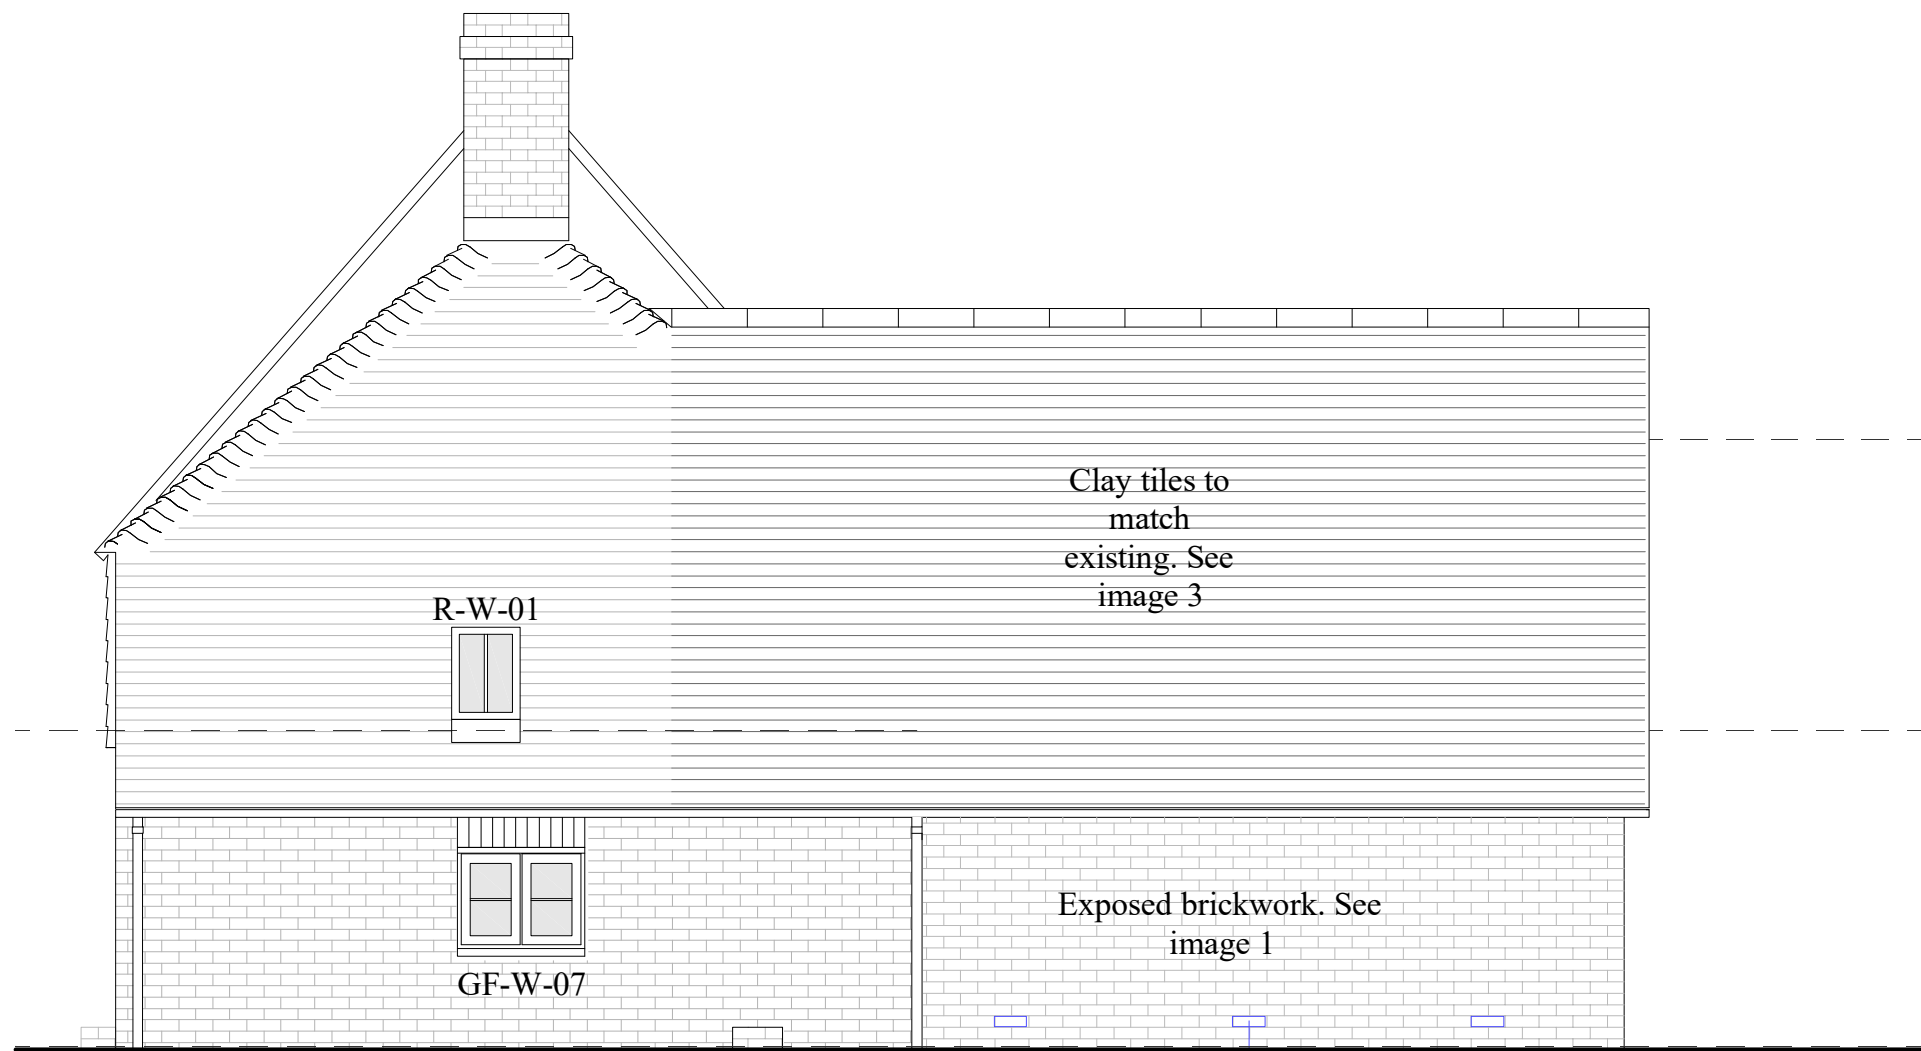 Clay tiles to
match
existing. See
image 3
R-W-01
Exposed brickwork. See
image 1
GF-W-07